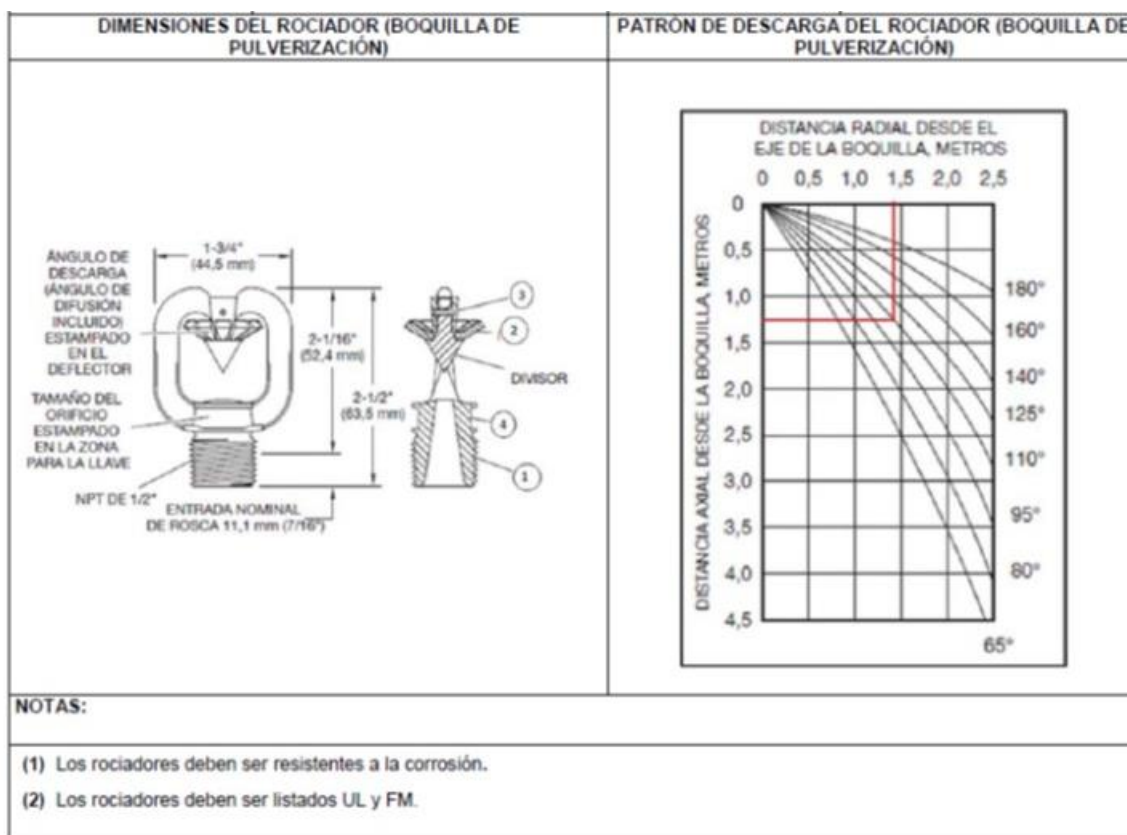 DIMENSIONES DEL ROCIADOR (BOQUILLA DE
PULVERIZACIÓN)
PATRÓN DE DESCARGA DEL ROCIADOR (BOQUILLA DE
PULVERIZACIÓN)
ÁNGULO DE
DESCARGA
(ÁNGULO DE
DIFUSIÓN
INCLUIDO)
ESTAMPADO
EN EL
DEFLECTOR
TAMAÑO DEL
ORIFICIO
ESTAMPADO
EN LA ZONA
PARA LA LLAVE
NPT DE 1/2"
1-3/4"
(44,5 mm)
2-1/16"
(52,4 mm)
2-1/2"
(63,5 mm)
ENTRADA NOMINAL
DE ROSCA 11,1 mm (7/16")
3
2
DIVISOR
4
1
DISTANCIA RADIAL DESDE EL
EJE DE LA BOQUILLA, METROS
0 0,5 1,0 1,5 2,0 2,5
DISTANCIA AXIAL DESDE LA BOQUILLA, METROS
0
0,5
1,0
1,5
2,0
2,5
3,0
3,5
4,0
4,5
180°
160°
140°
125°
110°
95°
80°
65°
NOTAS:
(1) Los rociadores deben ser resistentes a la corrosión.
(2) Los rociadores deben ser listados UL y FM.